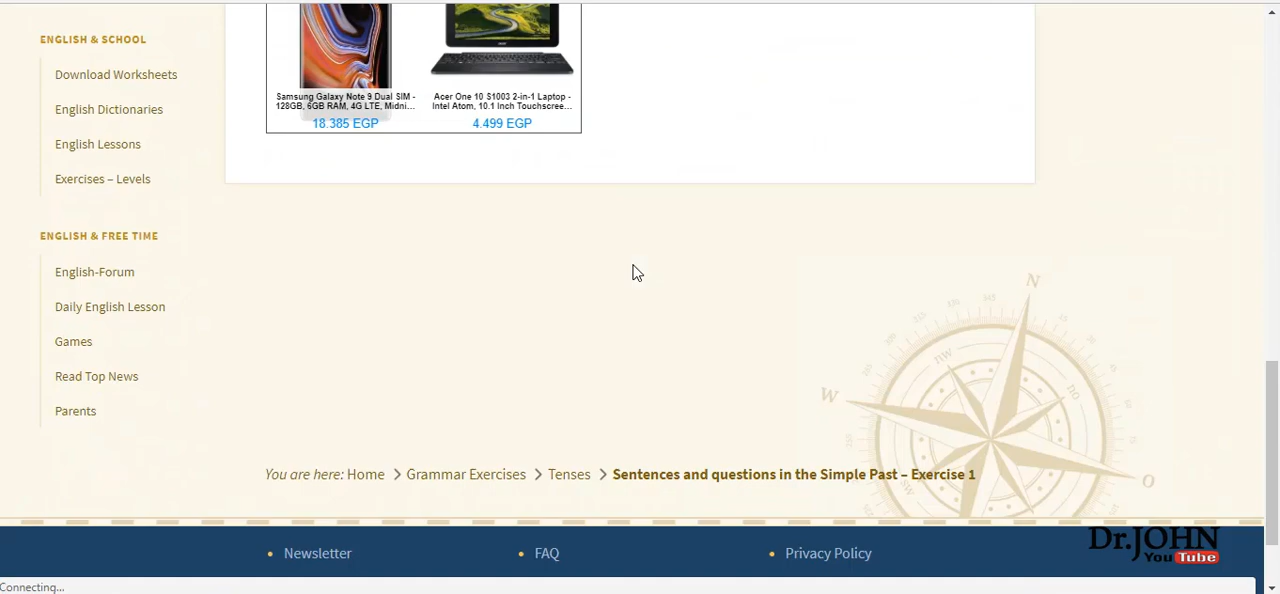 ENGLISH & SCHOOL
Download Worksheets
English Dictionaries
English Lessons
Exercises – Levels
ENGLISH & FREE TIME
English-Forum
Daily English Lesson
Games
Read Top News
Parents
Samsung Galaxy Note 9 Dual SIM -
128GB, 6GB RAM, 4G LTE, Midni...
18.385 EGP
Acer One 10 S1003 2-in-1 Laptop -
Intel Atom, 10.1 Inch Touchscree...
4.499 EGP
N
NW
no
W
O
SW
You are here: Home > Grammar Exercises > Tenses > Sentences and questions in the Simple Past – Exercise 1
Newsletter
FAQ
Privacy Policy
Dr.JOHN
You Tube
Connecting...